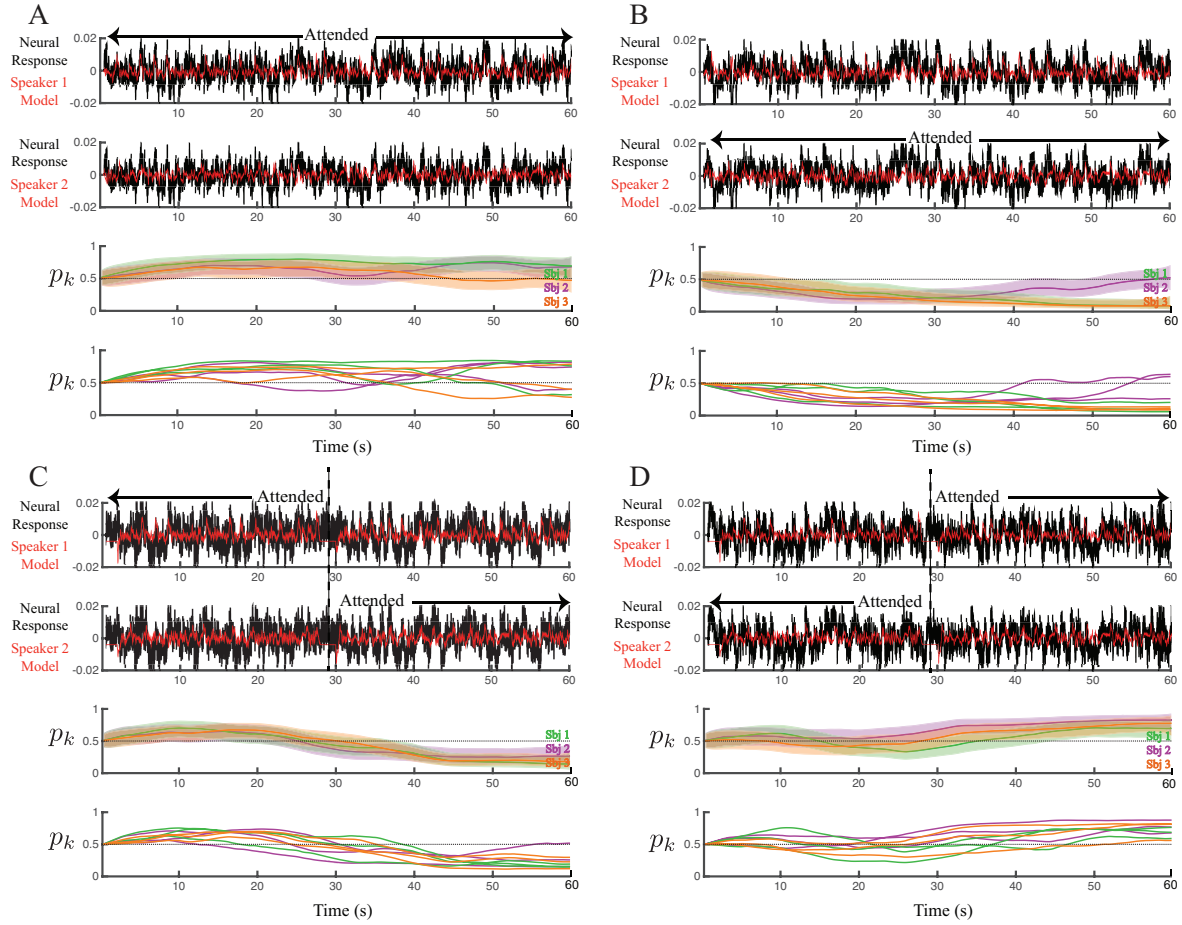 A
Neural
Response
Speaker 1
Model
0.02
0
-0.02
Attended
10 20 30 40 50 60
Neural
Response
Speaker 2
Model
0.02
0
-0.02
10 20 30 40 50 60
p_k
1
0.5
0
Sbj 1
Sbj 2
Sbj 3
10 20 30 40 50 60
p_k
1
0.5
0
10 20 30 40 50 60
Time (s)
B
Neural
Response
Speaker 1
Model
0.02
0
-0.02
10 20 30 40 50 60
Attended
Neural
Response
Speaker 2
Model
0.02
0
-0.02
10 20 30 40 50 60
p_k
1
0.5
0
Sbj 1
Sbj 2
Sbj 3
10 20 30 40 50 60
p_k
1
0.5
0
10 20 30 40 50 60
Time (s)
C
Neural
Response
Speaker 1
Model
0.02
0
-0.02
Attended
10 20 30 40 50 60
Attended
Neural
Response
Speaker 2
Model
0.02
0
-0.02
10 20 30 40 50 60
p_k
1
0.5
0
Sbj 1
Sbj 2
Sbj 3
10 20 30 40 50 60
p_k
1
0.5
0
10 20 30 40 50 60
Time (s)
D
Neural
Response
Speaker 1
Model
0.02
0
-0.02
Attended
10 20 30 40 50 60
Attended
Neural
Response
Speaker 2
Model
0.02
0
-0.02
10 20 30 40 50 60
p_k
1
0.5
0
Sbj 1
Sbj 2
Sbj 3
10 20 30 40 50 60
p_k
1
0.5
0
10 20 30 40 50 60
Time (s)